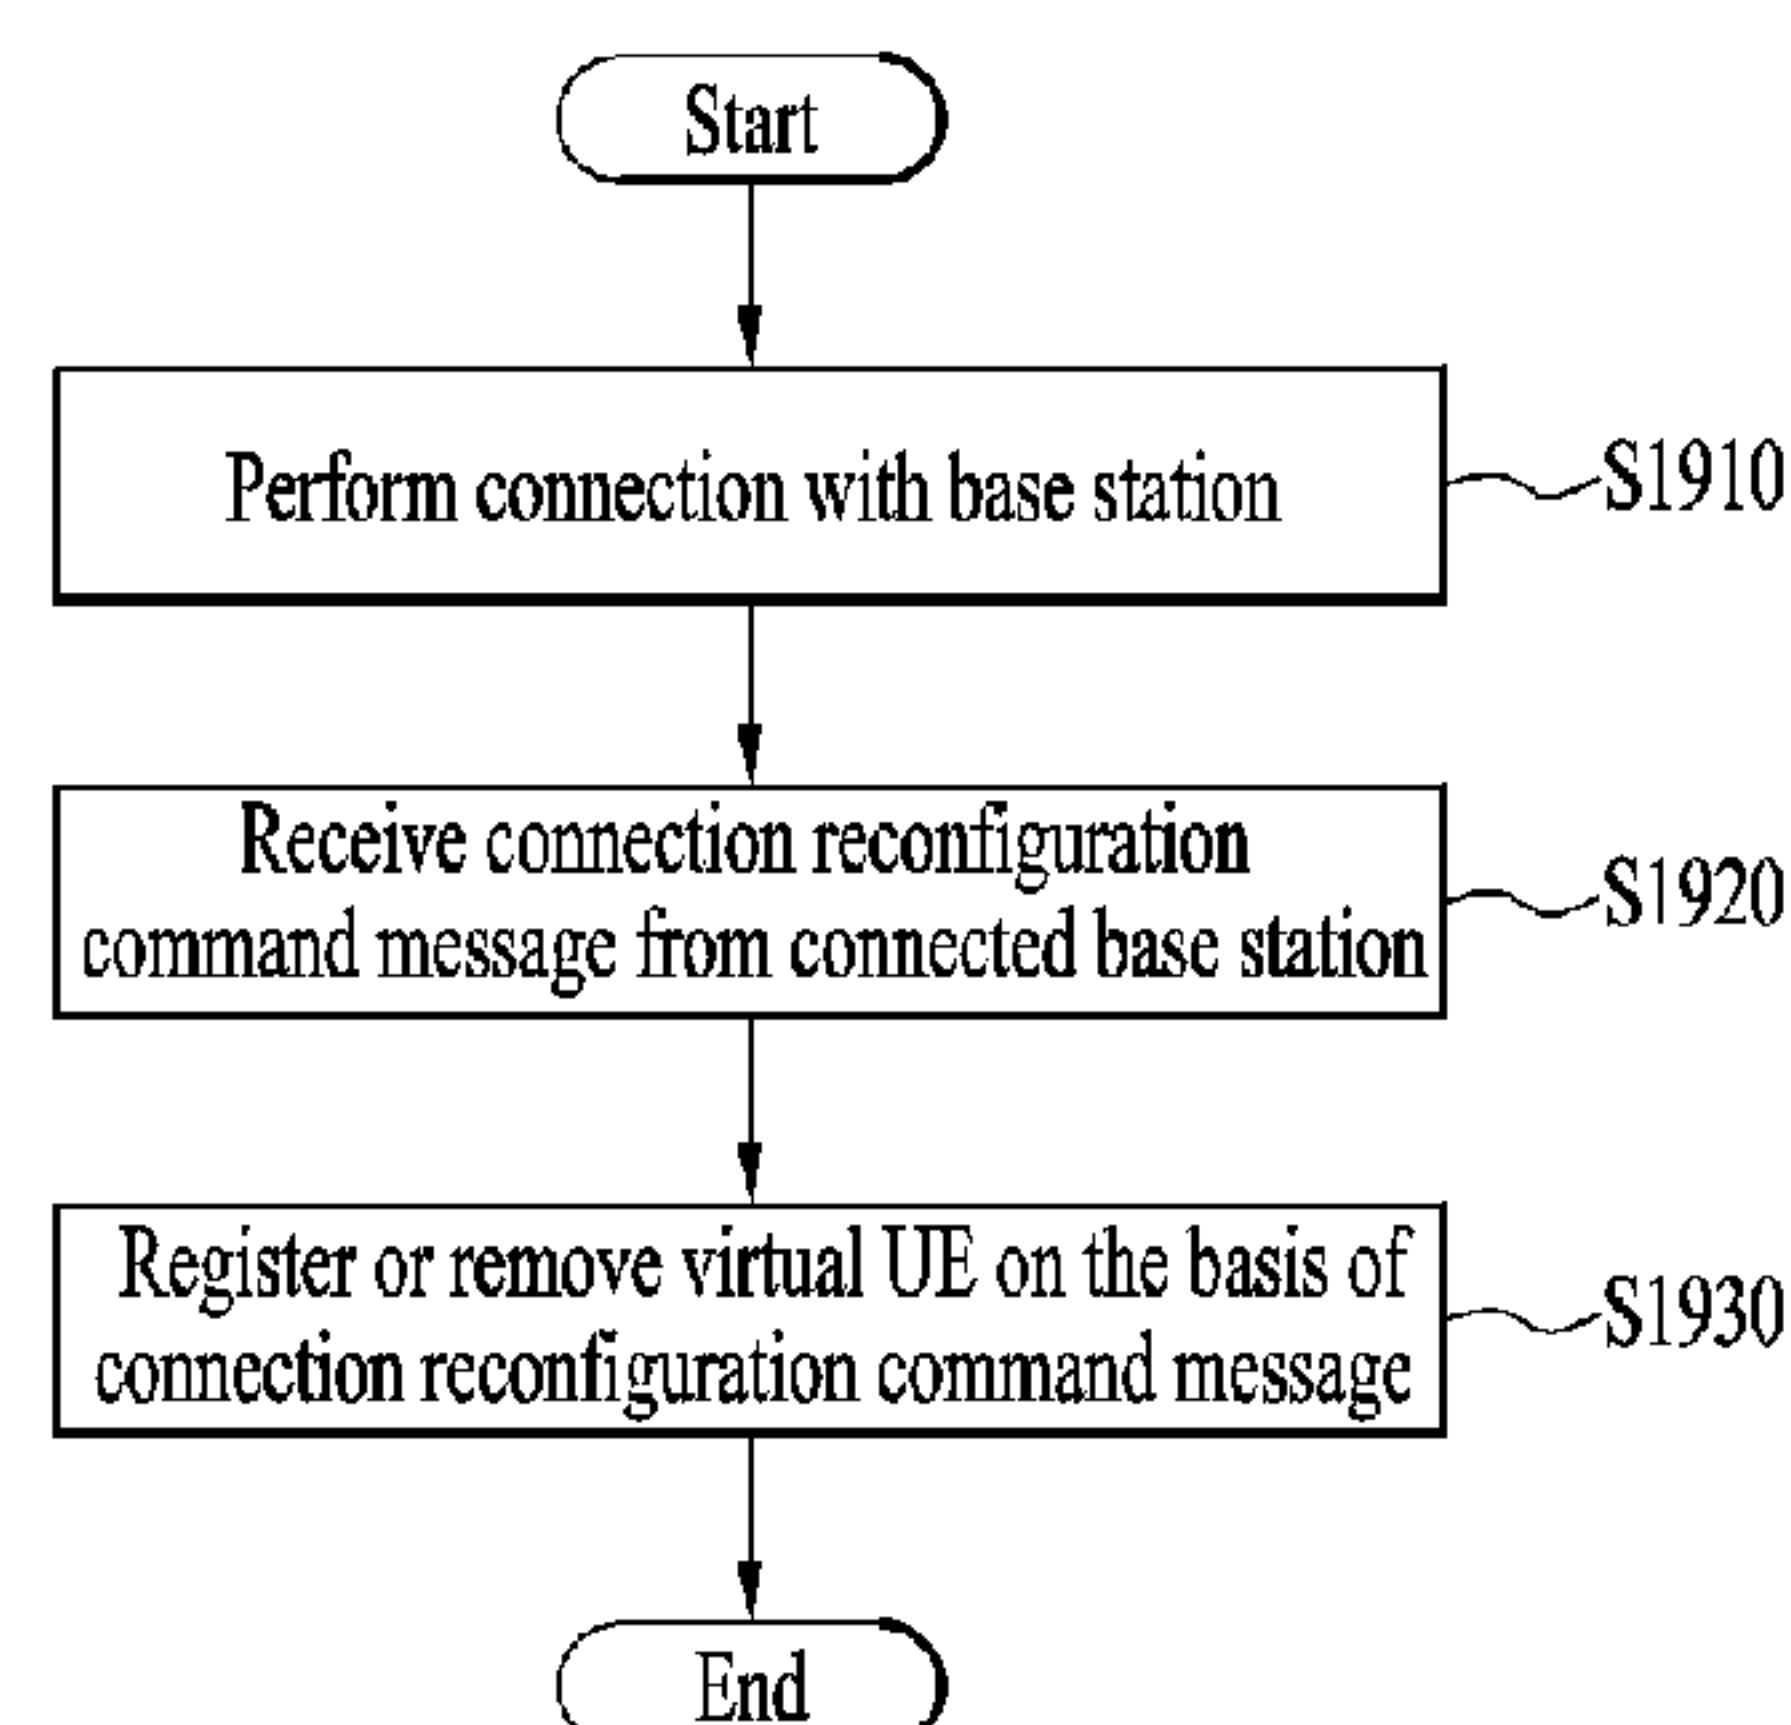 Start
Perform connection with base station
S1910
Receive connection reconfiguration
command message from connected base station
S1920
Register or remove virtual UE on the basis of
connection reconfiguration command message
S1930
End